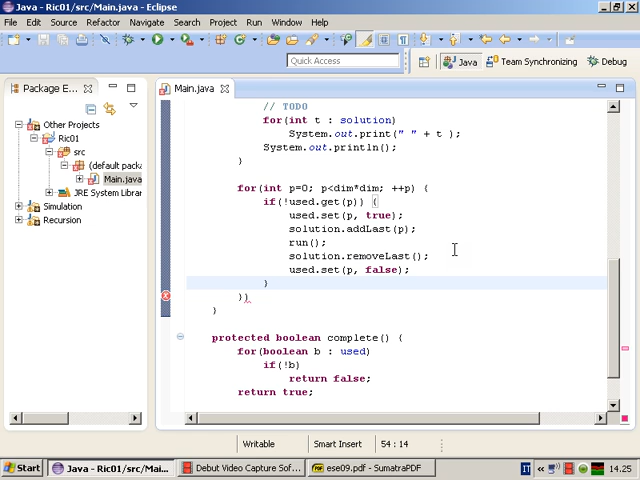 Java - Ric01/src/Main.java - Eclipse
File Edit Source Refactor Navigate Search Project Run Window Help
Quick Access
Java Team Synchronizing Debug
Package E...
Main.java
Other Projects
Ric01
src
(default packa
Main.java
JRE System Librar
Simulation
Recursion
// TODO
for(int t : solution)
System.out.print(" " + t );
System.out.println();
}
for(int p=0; p<dim*dim; ++p) {
if(!used.get(p)) {
used.set(p, true);
solution.addLast(p);
run();
solution.removeLast();
used.set(p, false);
}
}}
}
protected boolean complete() {
for(boolean b : used)
if(!b)
return false;
return true;
Writable Smart Insert 54 : 14
Start Java - Ric01/src/Mai... Debut Video Capture Sof... ese09.pdf - SumatraPDF IT 14.25